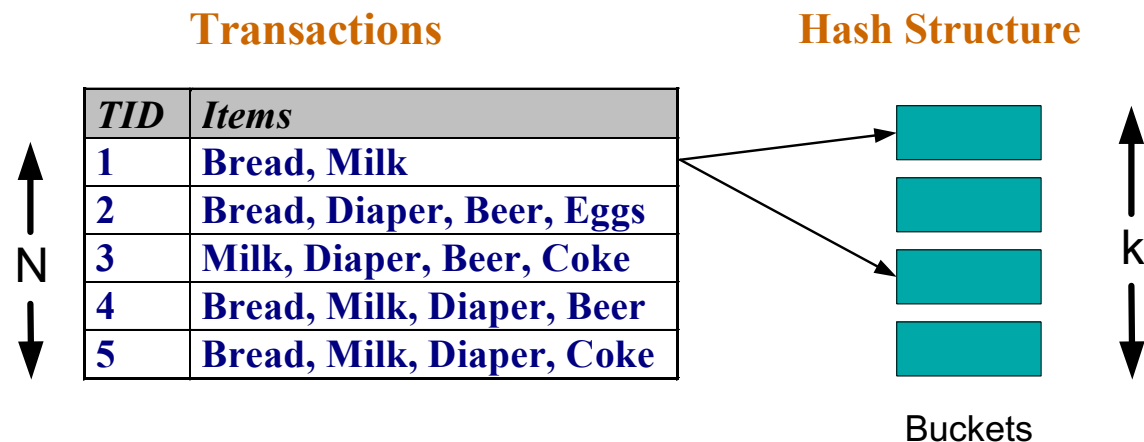 Transactions
Hash Structure
TID Items
1 Bread, Milk
2 Bread, Diaper, Beer, Eggs
3 Milk, Diaper, Beer, Coke
4 Bread, Milk, Diaper, Beer
5 Bread, Milk, Diaper, Coke
N
k
Buckets